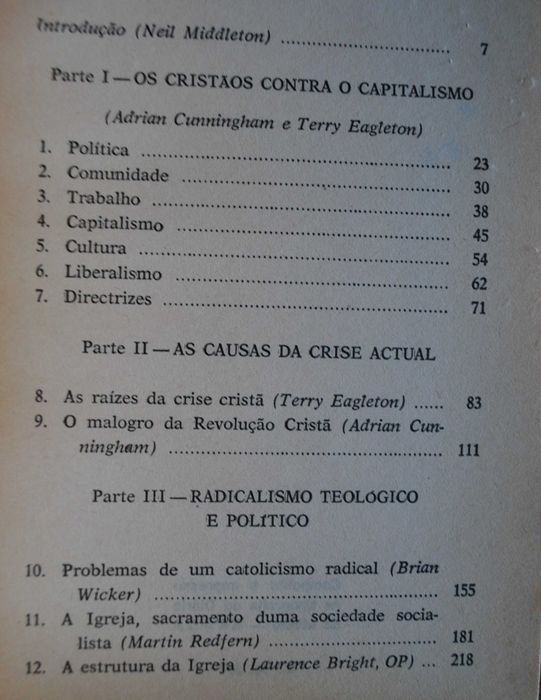 Introdução (Neil Middleton) ................................ 7
Parte I — OS CRISTÃOS CONTRA O CAPITALISMO
(Adrian Cunningham e Terry Eagleton)
1. Política ................................................ 23
2. Comunidade ................................................ 30
3. Trabalho ................................................ 38
4. Capitalismo ................................................ 45
5. Cultura ................................................ 54
6. Liberalismo ................................................ 62
7. Directrizes ................................................ 71
Parte II — AS CAUSAS DA CRISE ACTUAL
8. As raízes da crise cristã (Terry Eagleton) ...... 83
9. O malogro da Revolução Cristã (Adrian Cun-
ningham) ................................................ 111
Parte III — RADICALISMO TEOLÓGICO
E POLÍTICO
10. Problemas de um catolicismo radical (Brian
Wicker) ................................................ 155
11. A Igreja, sacramento duma sociedade socia-
lista (Martin Redfern) ............................ 181
12. A estrutura da Igreja (Laurence Bright, OP) ... 218